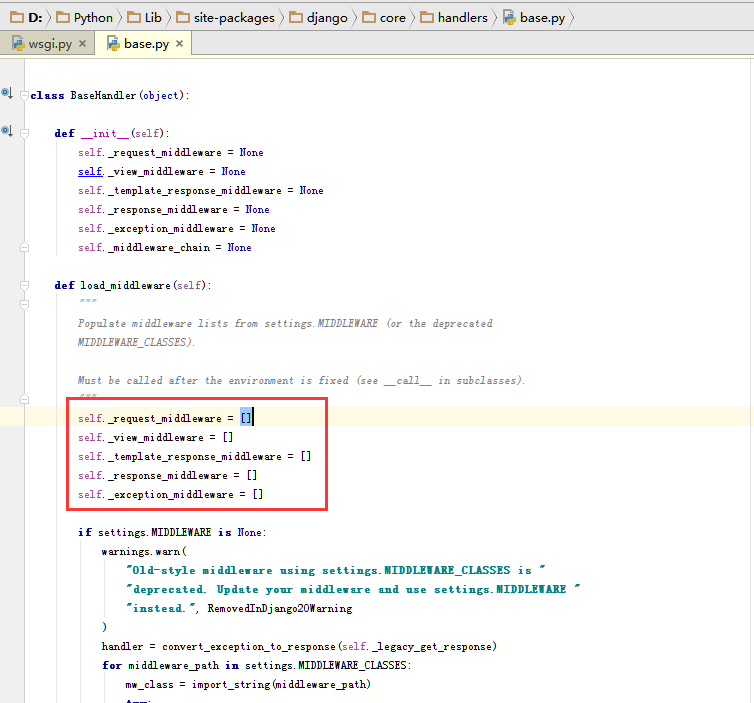 D: Python Lib site-packages django core handlers base.py
wsgi.py × base.py ×
class BaseHandler(object):
def __init__(self):
self._request_middleware = None
self._view_middleware = None
self._template_response_middleware = None
self._response_middleware = None
self._exception_middleware = None
self._middleware_chain = None
def load_middleware(self):
"""
Populate middleware lists from settings.MIDDLEWARE (or the deprecated
MIDDLEWARE_CLASSES).
Must be called after the environment is fixed (see __call__ in subclasses).
"""
self._request_middleware = []
self._view_middleware = []
self._template_response_middleware = []
self._response_middleware = []
self._exception_middleware = []
if settings.MIDDLEWARE is None:
warnings.warn(
"Old-style middleware using settings.MIDDLEWARE_CLASSES is "
"deprecated. Update your middleware and use settings.MIDDLEWARE "
"instead.", RemovedInDjango20Warning
)
handler = convert_exception_to_response(self._legacy_get_response)
for middleware_path in settings.MIDDLEWARE_CLASSES:
mw_class = import_string(middleware_path)